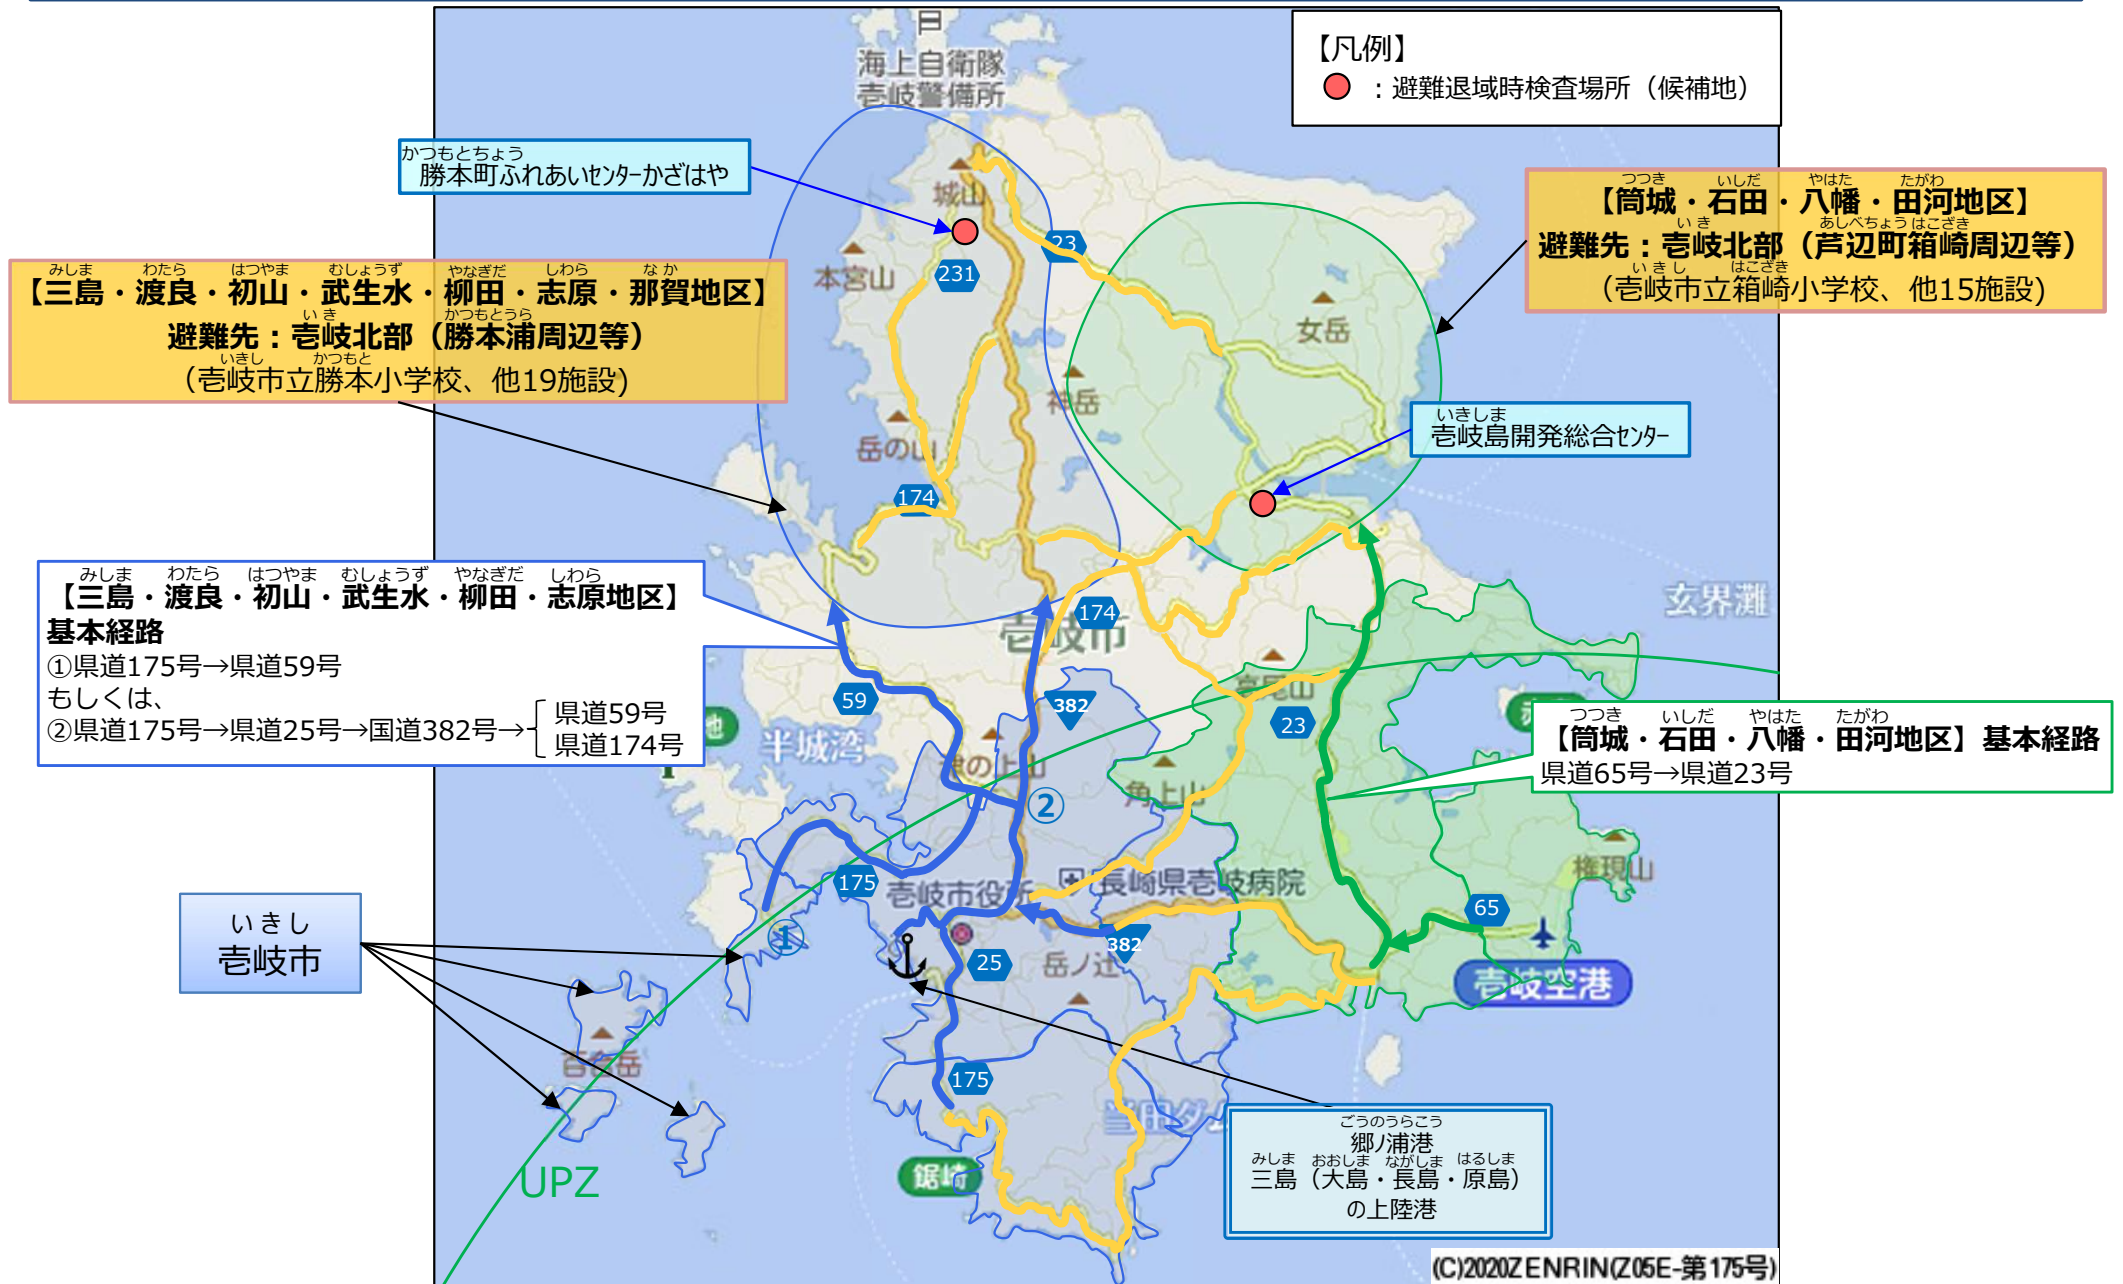 【凡例】
：避難退域時検査場所（候補地）
海上自衛隊
壱岐警備所
かつもとちょう
勝本町ふれあいセンターかざはや
城山
本宮山
231
23
女岳
神岳
岳の山
174
つつき いしだ やはた たがわ
【筒城・石田・八幡・田河地区】
いき あしべちょう はこざき
避難先：壱岐北部（芦辺町箱崎周辺等）
いきし はこざき
（壱岐市立箱崎小学校、他15施設)
みしま わたら はつやま むしょうず やなぎだ しわら なか
【三島・渡良・初山・武生水・柳田・志原・那賀地区】
いき かつもとうら
避難先：壱岐北部（勝本浦周辺等）
いきし かつもと
（壱岐市立勝本小学校、他19施設)
いきしま
壱岐島開発総合センター
みしま わたら はつやま むしょうず やなぎだ しわら
【三島・渡良・初山・武生水・柳田・志原地区】
基本経路
①県道175号→県道59号
もしくは、
②県道175号→県道25号→国道382号→
県道59号
県道174号
玄界灘
174
壱岐市
59
382
高尾山
23
半城湾
角上山
②
つつき いしだ やはた たがわ
【筒城・石田・八幡・田河地区】基本経路
県道65号→県道23号
権現山
175
壱岐市役所
長崎県壱岐病院
65
①
いきし
壱岐市
25
382
岳ノ辻
壱岐空港
175
当田ダム
鋸崎
UPZ
ごうのうらこう
郷ノ浦港
みしま おおしま ながしま はるしま
三島（大島・長島・原島）
の上陸港
(C)2020ZENRIN(Z05E-第175号)